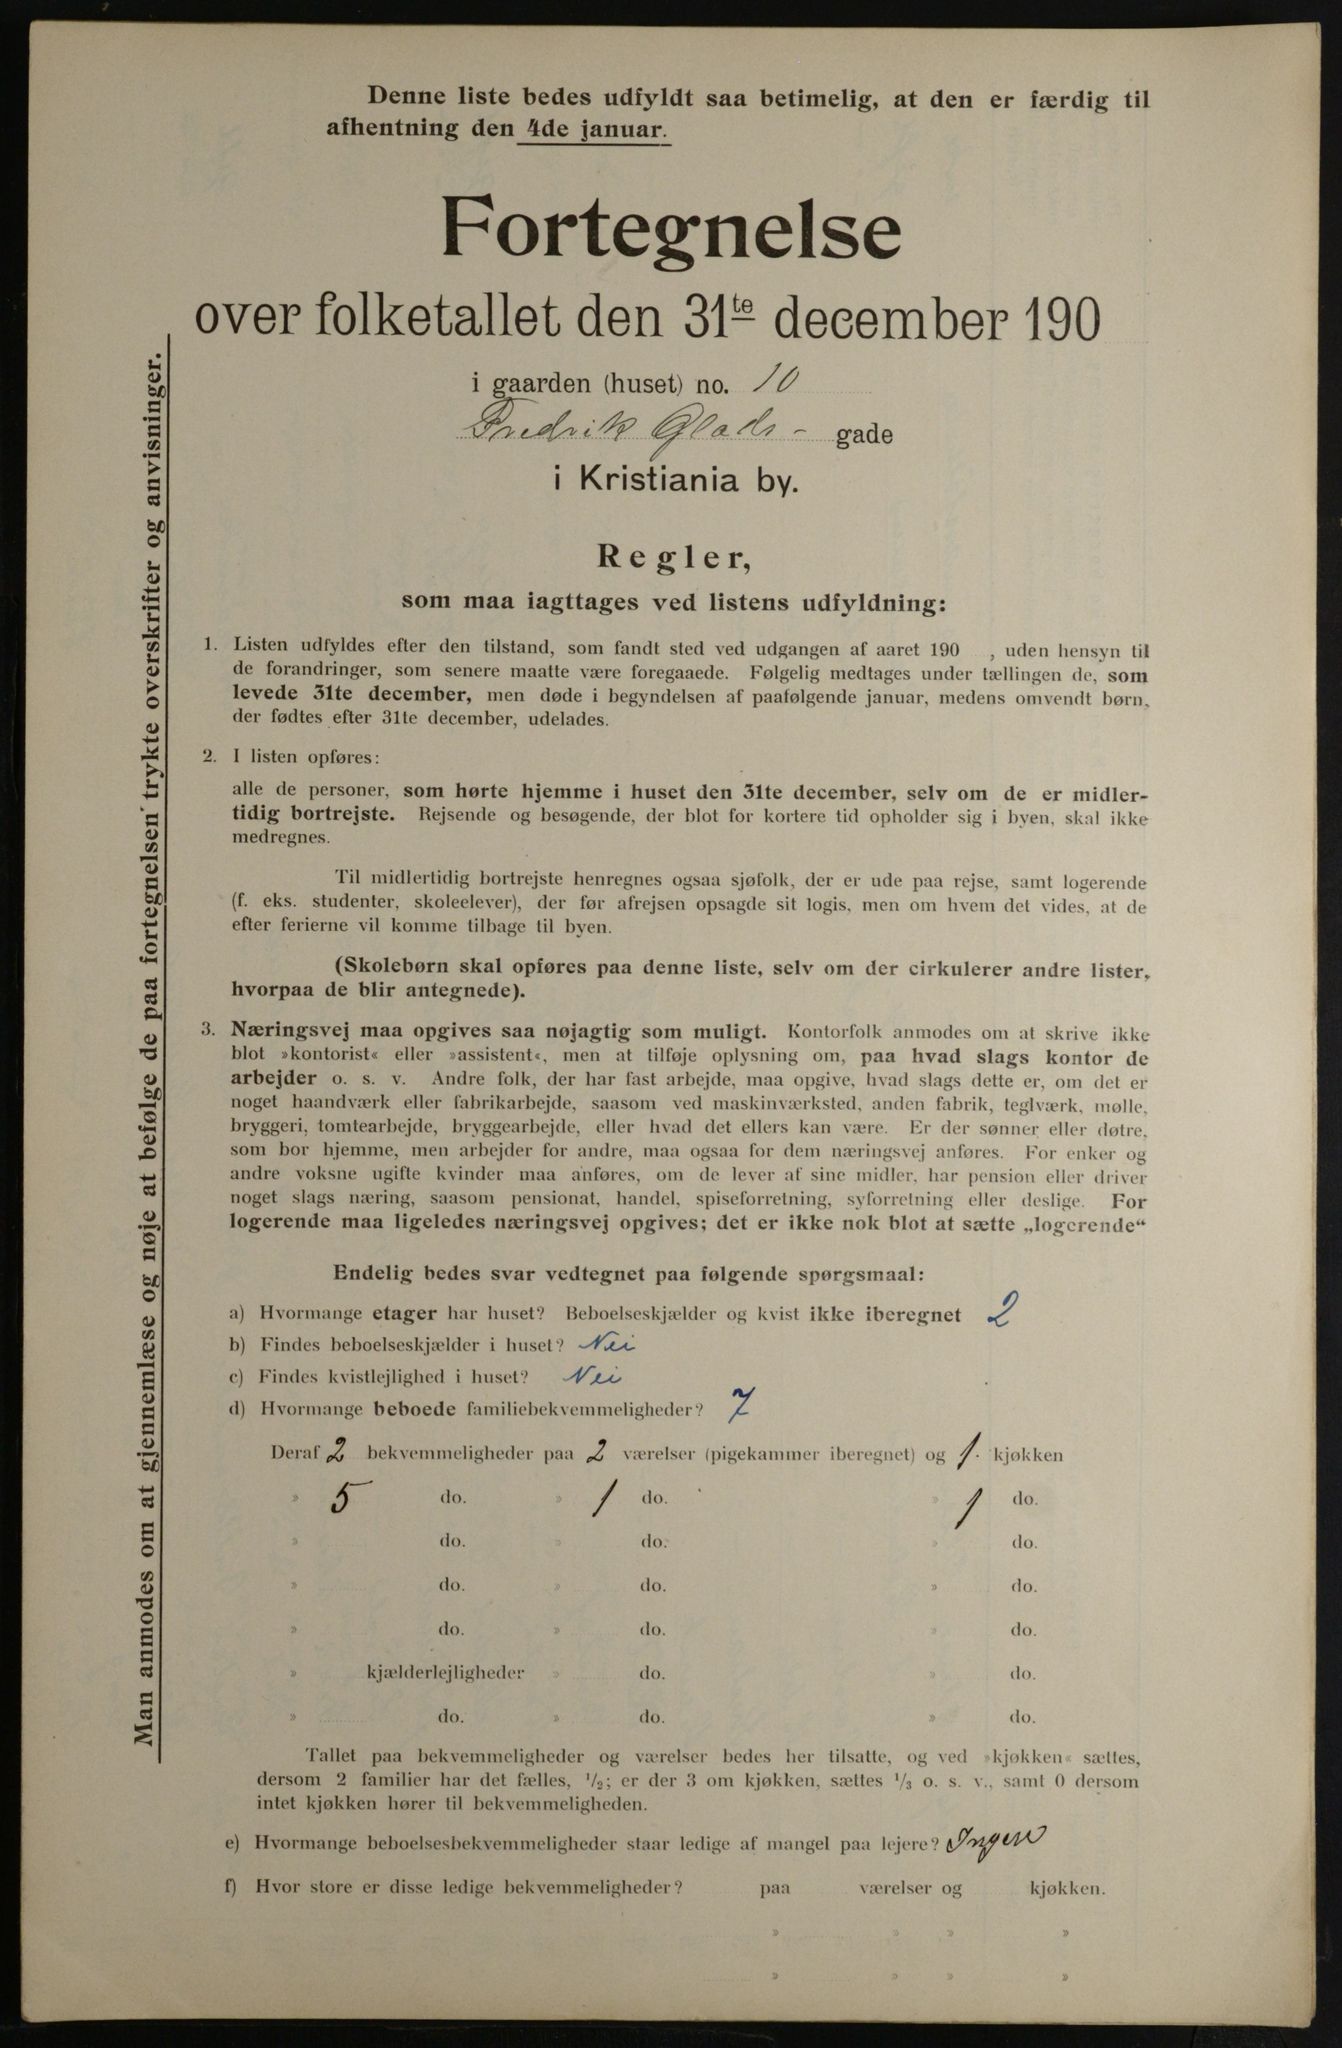 Denne liste bedes udfyldt saa betimelig, at den er færdig til
afhentning den 4de januar.
Fortegnelse
over folketallet den 31te december 190
i gaarden (huset) no. 10
Fredrik Glads- gade
i Kristiania by.
Regler,
som maa iagttages ved listens udfyldning:
1. Listen udfyldes efter den tilstand, som fandt sted ved udgangen af aaret 190 , uden hensyn til
de forandringer, som senere maatte være foregaaede. Følgelig medtages under tællingen de, som
levede 31te december, men døde i begyndelsen af paafølgende januar, medens omvendt børn,
der fødtes efter 31te december, udelades.
2. I listen opføres:
alle de personer, som hørte hjemme i huset den 31te december, selv om de er midler-
tidig bortrejste. Rejsende og besøgende, der blot for kortere tid opholder sig i byen, skal ikke
medregnes.
Til midlertidig bortrejste henregnes ogsaa sjøfolk, der er ude paa rejse, samt logerende
(f. eks. studenter, skoleelever), der før afrejsen opsagde sit logis, men om hvem det vides, at de
efter ferierne vil komme tilbage til byen.
(Skolebørn skal opføres paa denne liste, selv om der cirkulerer andre lister,
hvorpaa de blir antegnede).
3. Næringsvej maa opgives saa nøjagtig som muligt. Kontorfolk anmodes om at skrive ikke
blot »kontorist« eller »assistent«, men at tilføje oplysning om, paa hvad slags kontor de
arbejder o. s. v. Andre folk, der har fast arbejde, maa opgive, hvad slags dette er, om det er
noget haandværk eller fabrikarbejde, saasom ved maskinværksted, anden fabrik, teglværk, mølle,
bryggeri, tomtearbejde, bryggearbejde, eller hvad det ellers kan være. Er der sønner eller døtre,
som bor hjemme, men arbejder for andre, maa ogsaa for dem næringsvej anføres. For enker og
andre voksne ugifte kvinder maa anføres, om de lever af sine midler, har pension eller driver
noget slags næring, saasom pensionat, handel, spiseforretning, syforretning eller deslige. For
logerende maa ligeledes næringsvej opgives; det er ikke nok blot at sætte „logerende“
Endelig bedes svar vedtegnet paa følgende spørgsmaal:
a) Hvormange etager har huset? Beboelseskjælder og kvist ikke iberegnet 2
b) Findes beboelseskjælder i huset? Nei
c) Findes kvistlejlighed i huset? Nei
d) Hvormange beboede familiebekvemmeligheder? 7
Deraf 2 bekvemmeligheder paa 2 værelser (pigekammer iberegnet) og 1 kjøkken
» 5 do. » 1 do. » 1 do.
» do. » do. » do.
» do. » do. » do.
» do. » do. » do.
» kjælderlejligheder » do. » do.
» do. » do. » do.
Tallet paa bekvemmeligheder og værelser bedes her tilsatte, og ved »kjøkken« sættes,
dersom 2 familier har det fælles, 1/2; er der 3 om kjøkken, sættes 1/3 o. s. v., samt 0 dersom
intet kjøkken hører til bekvemmeligheden.
e) Hvormange beboelsesbekvemmeligheder staar ledige af mangel paa lejere? Ingen
f) Hvor store er disse ledige bekvemmeligheder? paa værelser og kjøkken.
» » » »
» » » »
Man anmodes om at gjennemlæse og nøje at befølge de paa fortegnelsen trykte overskrifter og anvisninger.